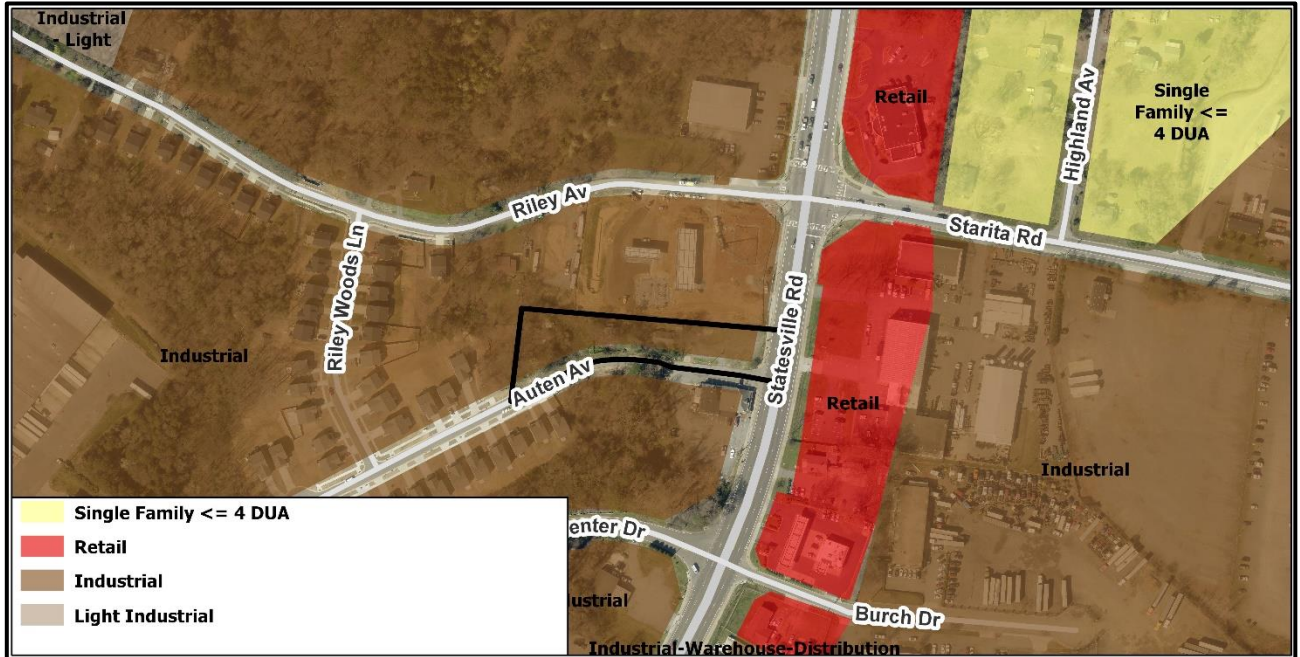 Industrial
- Light
Retail
Single
Family <=
4 DUA
Highland Av
Riley Av
Starita Rd
Riley Woods Ln
Statesville Rd
Industrial
Auten Av
Retail
Industrial
Single Family <= 4 DUA
Retail
Industrial
Light Industrial
enter Dr
dustrial
Burch Dr
Industrial-Warehouse-Distribution